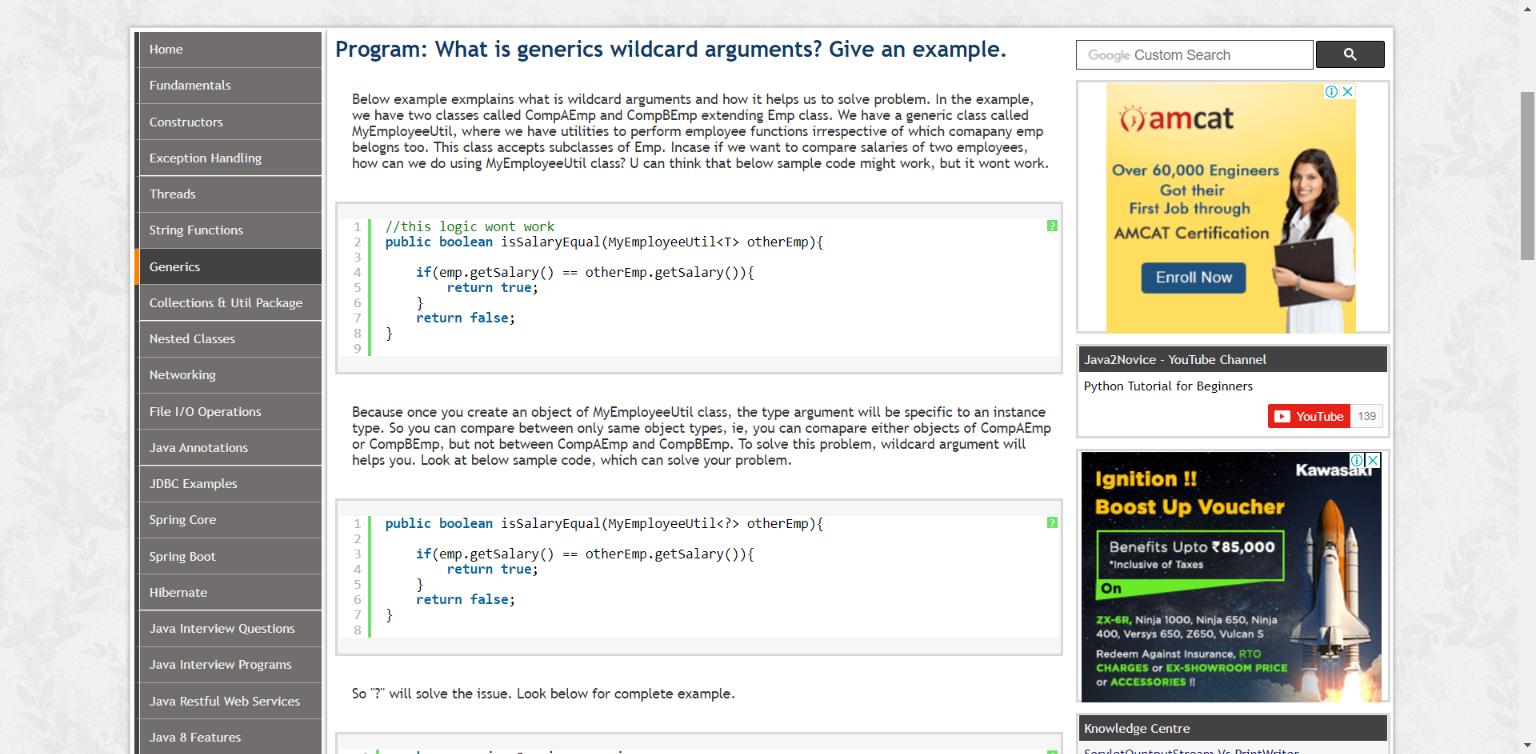 Home
Fundamentals
Constructors
Exception Handling
Threads
String Functions
Generics
Collections & Util Package
Nested Classes
Networking
File I/O Operations
Java Annotations
JDBC Examples
Spring Core
Spring Boot
Hibernate
Java Interview Questions
Java Interview Programs
Java Restful Web Services
Java 8 Features
Program: What is generics wildcard arguments? Give an example.
Below example exmplains what is wildcard arguments and how it helps us to solve problem. In the example,
we have two classes called CompAEmp and CompBEmp extending Emp class. We have a generic class called
MyEmployeeUtil, where we have utilities to perform employee functions irrespective of which comapany emp
belogns too. This class accepts subclasses of Emp. Incase if we want to compare salaries of two employees,
how can we do using MyEmployeeUtil class? U can think that below sample code might work, but it wont work.
?
1 //this logic wont work
2 public boolean isSalaryEqual(MyEmployeeUtil<T> otherEmp){
3
4 if(emp.getSalary() == otherEmp.getSalary()){
5 return true;
6 }
7 return false;
8 }
9
Because once you create an object of MyEmployeeUtil class, the type argument will be specific to an instance
type. So you can compare between only same object types, ie, you can comapare either objects of CompAEmp
or CompBEmp, but not between CompAEmp and CompBEmp. To solve this problem, wildcard argument will
helps you. Look at below sample code, which can solve your problem.
?
1 public boolean isSalaryEqual(MyEmployeeUtil<?> otherEmp){
2
3 if(emp.getSalary() == otherEmp.getSalary()){
4 return true;
5 }
6 return false;
7 }
8
So "?" will solve the issue. Look below for complete example.
Google Custom Search
amcat
Over 60,000 Engineers
Got their
First Job through
AMCAT Certification
Enroll Now
Java2Novice - YouTube Channel
Python Tutorial for Beginners
YouTube 139
Kawasaki
Ignition !!
Boost Up Voucher
Benefits Upto ₹85,000
*Inclusive of Taxes
On
ZX-6R, Ninja 1000, Ninja 650, Ninja
400, Versys 650, Z650, Vulcan S
Redeem Against Insurance, RTO
CHARGES or EX-SHOWROOM PRICE
or ACCESSORIES !!
Knowledge Centre
ServletOuptputStream Vs PrintWriter